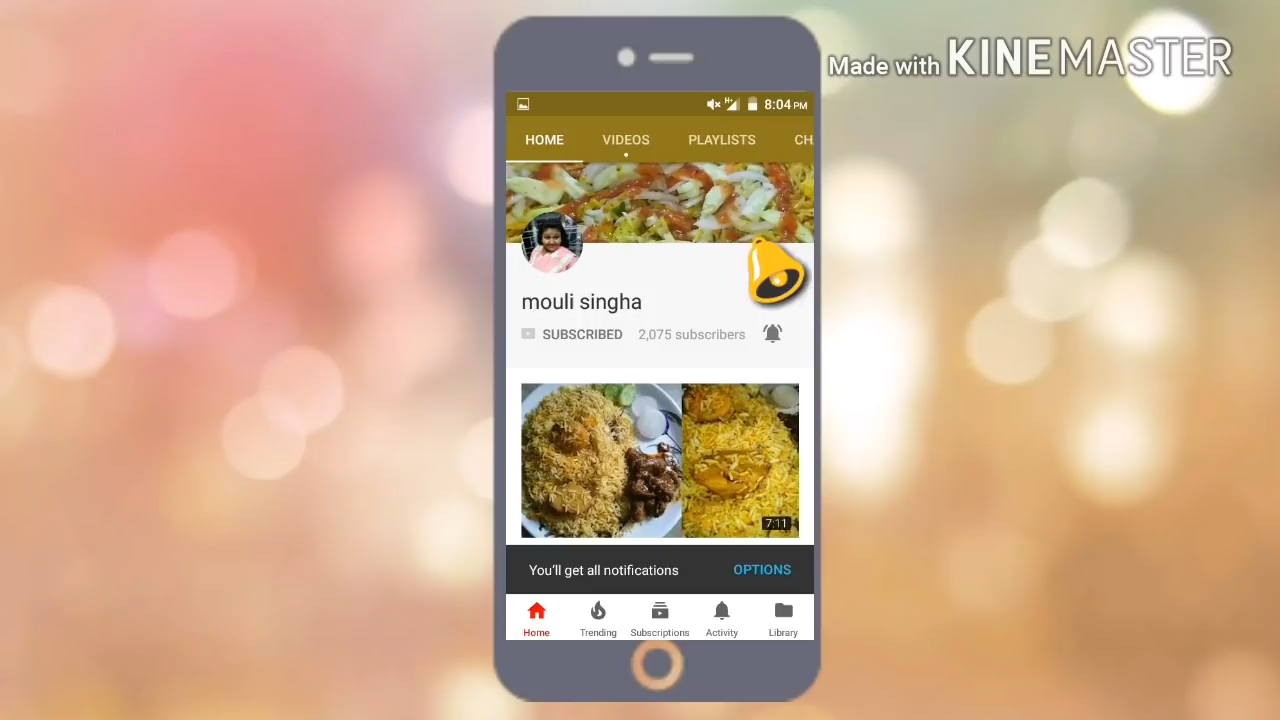 Made with KINEMASTER
8:04 PM
HOME VIDEOS PLAYLISTS CH
mouli singha
SUBSCRIBED 2,075 subscribers
7:11
You'll get all notifications OPTIONS
Home Trending Subscriptions Activity Library